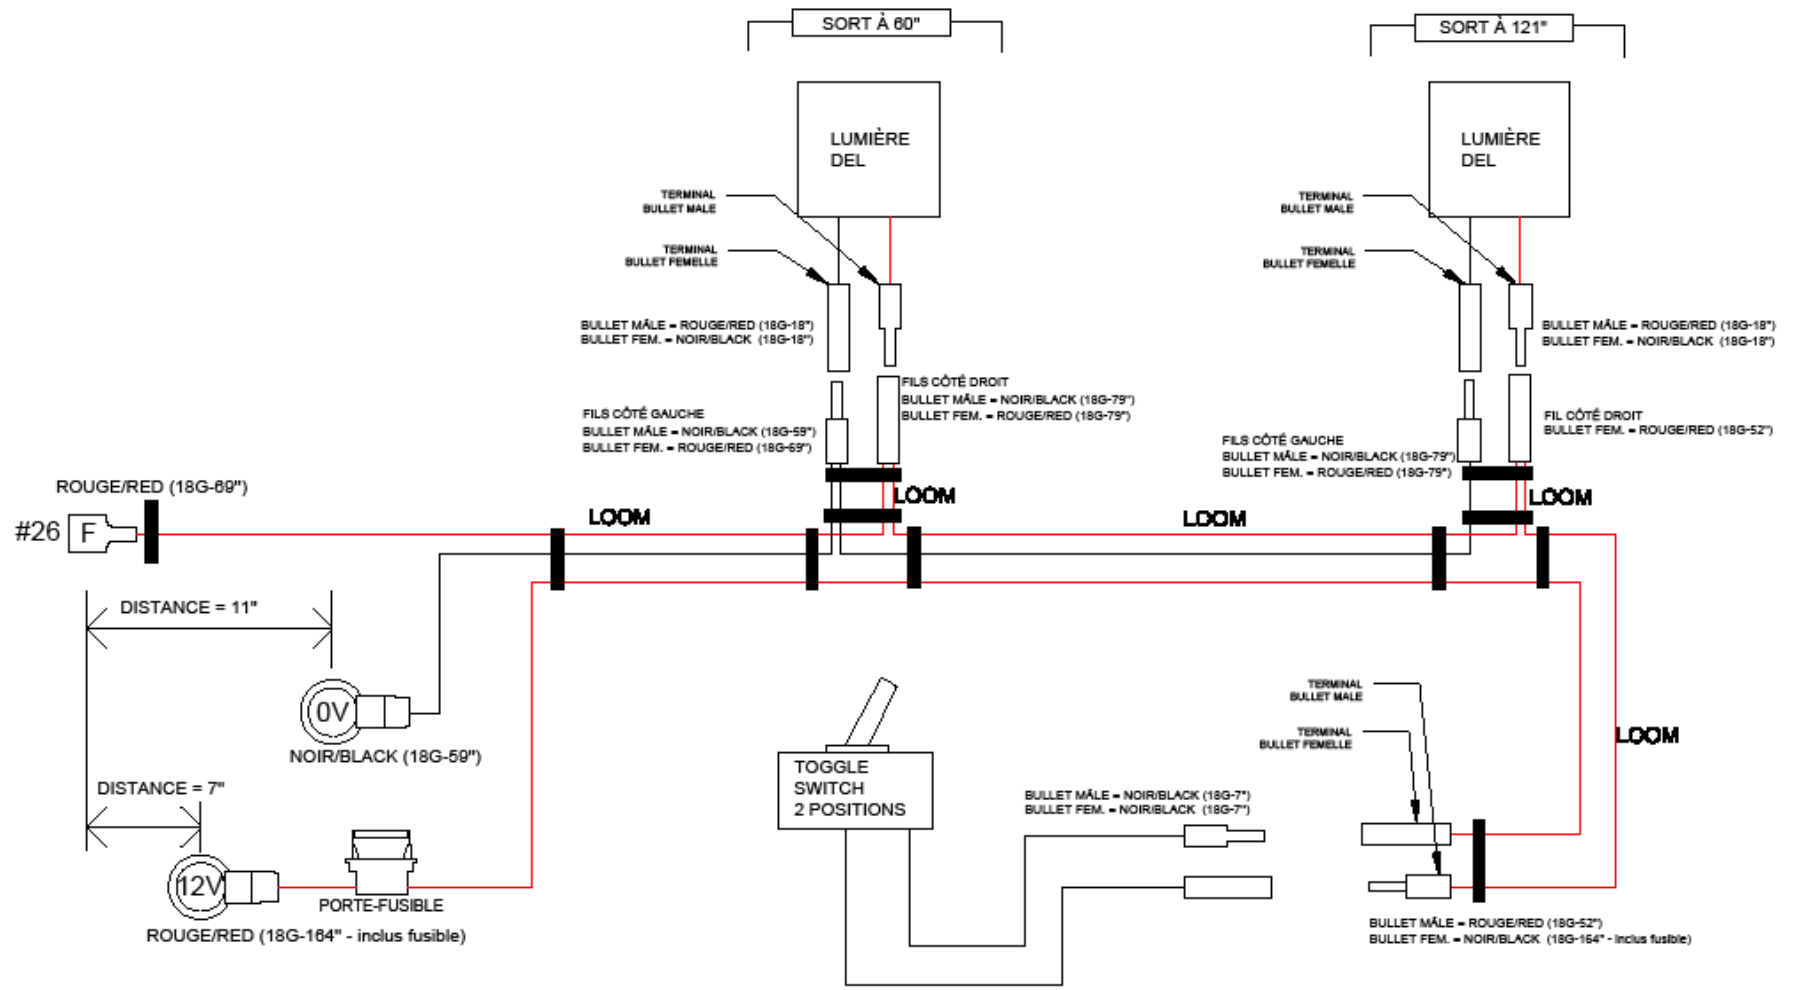 SORT À 60"
SORT À 121"
LUMIÈRE
DEL
LUMIÈRE
DEL
TERMINAL
BULLET MALE
TERMINAL
BULLET FEMELLE
TERMINAL
BULLET MALE
TERMINAL
BULLET FEMELLE
BULLET MÂLE = ROUGE/RED (18G-18")
BULLET FEM. = NOIR/BLACK (18G-18")
BULLET MÂLE = ROUGE/RED (18G-18")
BULLET FEM. = NOIR/BLACK (18G-18")
FILS CÔTÉ DROIT
BULLET MÂLE = NOIR/BLACK (18G-79")
BULLET FEM. = ROUGE/RED (18G-79")
FILS CÔTÉ GAUCHE
BULLET MÂLE = NOIR/BLACK (18G-59")
BULLET FEM. = ROUGE/RED (18G-69")
FIL CÔTÉ DROIT
BULLET FEM. = ROUGE/RED (18G-52")
FILS CÔTÉ GAUCHE
BULLET MÂLE = NOIR/BLACK (18G-79")
BULLET FEM. = ROUGE/RED (18G-79")
ROUGE/RED (18G-69")
#26 F
LOOM
LOOM
LOOM
LOOM
DISTANCE = 11"
0V
NOIR/BLACK (18G-59")
DISTANCE = 7"
12V
PORTE-FUSIBLE
ROUGE/RED (18G-164" - inclus fusible)
TOGGLE
SWITCH
2 POSITIONS
BULLET MÂLE = NOIR/BLACK (18G-7")
BULLET FEM. = NOIR/BLACK (18G-7")
TERMINAL
BULLET MALE
TERMINAL
BULLET FEMELLE
LOOM
BULLET MÂLE = ROUGE/RED (18G-52")
BULLET FEM. = NOIR/BLACK (18G-164" - inclus fusible)